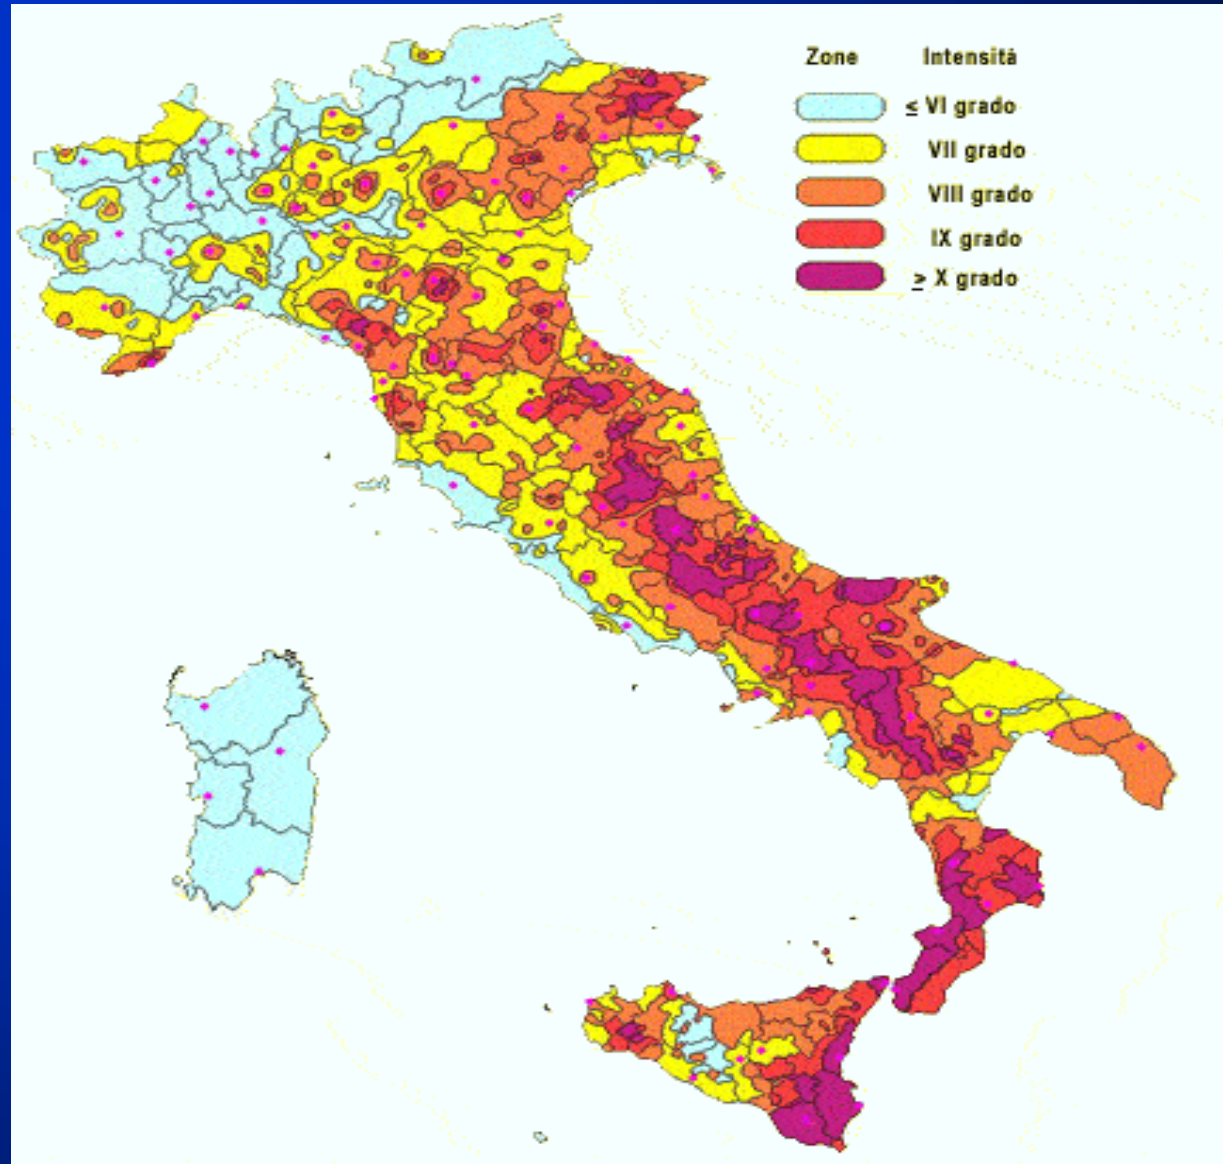 Zone Intensità
≤ VI grado
VII grado
VIII grado
IX grado
≥ X grado